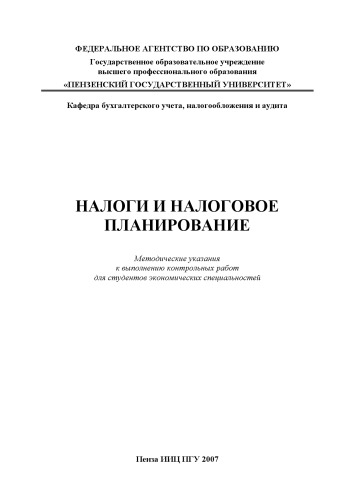 ФЕДЕРАЛЬНОЕ АГЕНТСТВО ПО ОБРАЗОВАНИЮ
Государственное образовательное учреждение
высшего профессионального образования
«ПЕНЗЕНСКИЙ ГОСУДАРСТВЕННЫЙ УНИВЕРСИТЕТ»
Кафедра бухгалтерского учета, налогообложения и аудита
НАЛОГИ И НАЛОГОВОЕ
ПЛАНИРОВАНИЕ
Методические указания
к выполнению контрольных работ
для студентов экономических специальностей
Пенза ИИЦ ПГУ 2007